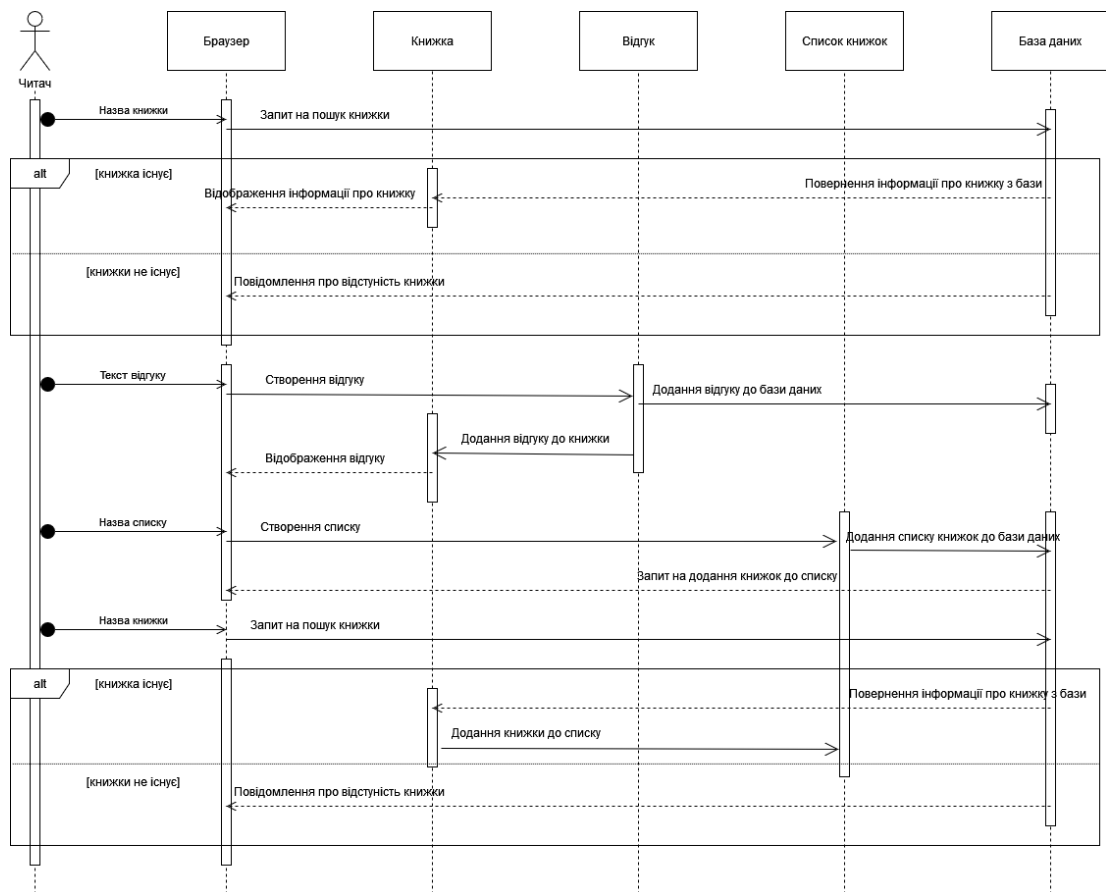 Браузер
Книжка
Відгук
Список книжок
База даних
Читач
Назва книжки
Запит на пошук книжки
alt
[книжка існує]
Повернення інформації про книжку з бази
Відображення інформації про книжку
[книжки не існує]
Повідомлення про відстуність книжки
Текст відгуку
Створення відгуку
Додання відгуку до бази даних
Додання відгуку до книжки
Відображення відгуку
Назва списку
Створення списку
Додання списку книжок до бази даних
Запит на додання книжок до списку
Назва книжки
Запит на пошук книжки
alt
[книжка існує]
Повернення інформації про книжку з бази
Додання книжки до списку
[книжки не існує]
Повідомлення про відстуність книжки